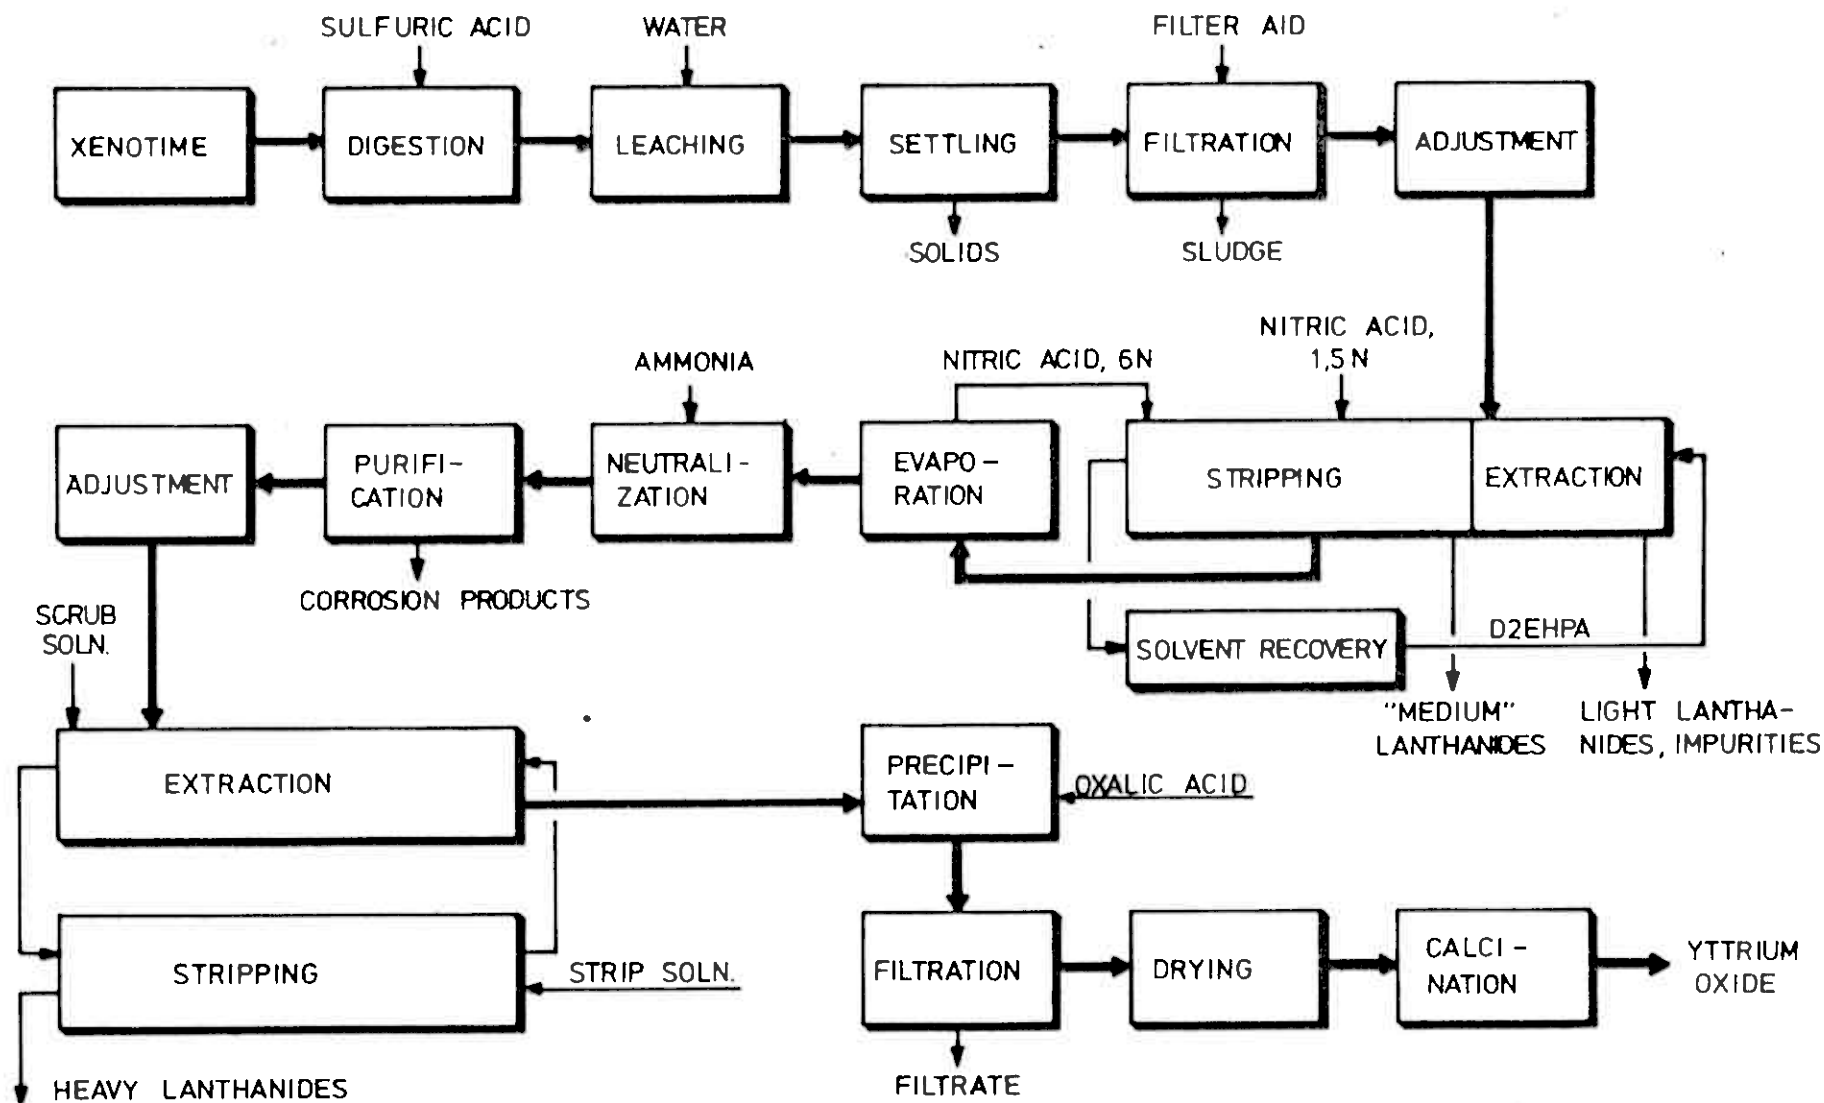 SULFURIC ACID
WATER
FILTER AID
XENOTIME
DIGESTION
LEACHING
SETTLING
FILTRATION
ADJUSTMENT
SOLIDS
SLUDGE
NITRIC ACID,
1,5N
NITRIC ACID, 6N
AMMONIA
ADJUSTMENT
PURIFI-
CATION
NEUTRALI-
ZATION
EVAPO-
RATION
STRIPPING
EXTRACTION
CORROSION PRODUCTS
SCRUB
SOLN.
SOLVENT RECOVERY
D2EHPA
"MEDIUM"
LANTHANIDES
LIGHT LANTHA-
NIDES, IMPURITIES
EXTRACTION
PRECIPI-
TATION
OXALIC ACID
STRIPPING
STRIP SOLN.
FILTRATION
DRYING
CALCI-
NATION
YTTRIUM
OXIDE
HEAVY LANTHANIDES
FILTRATE